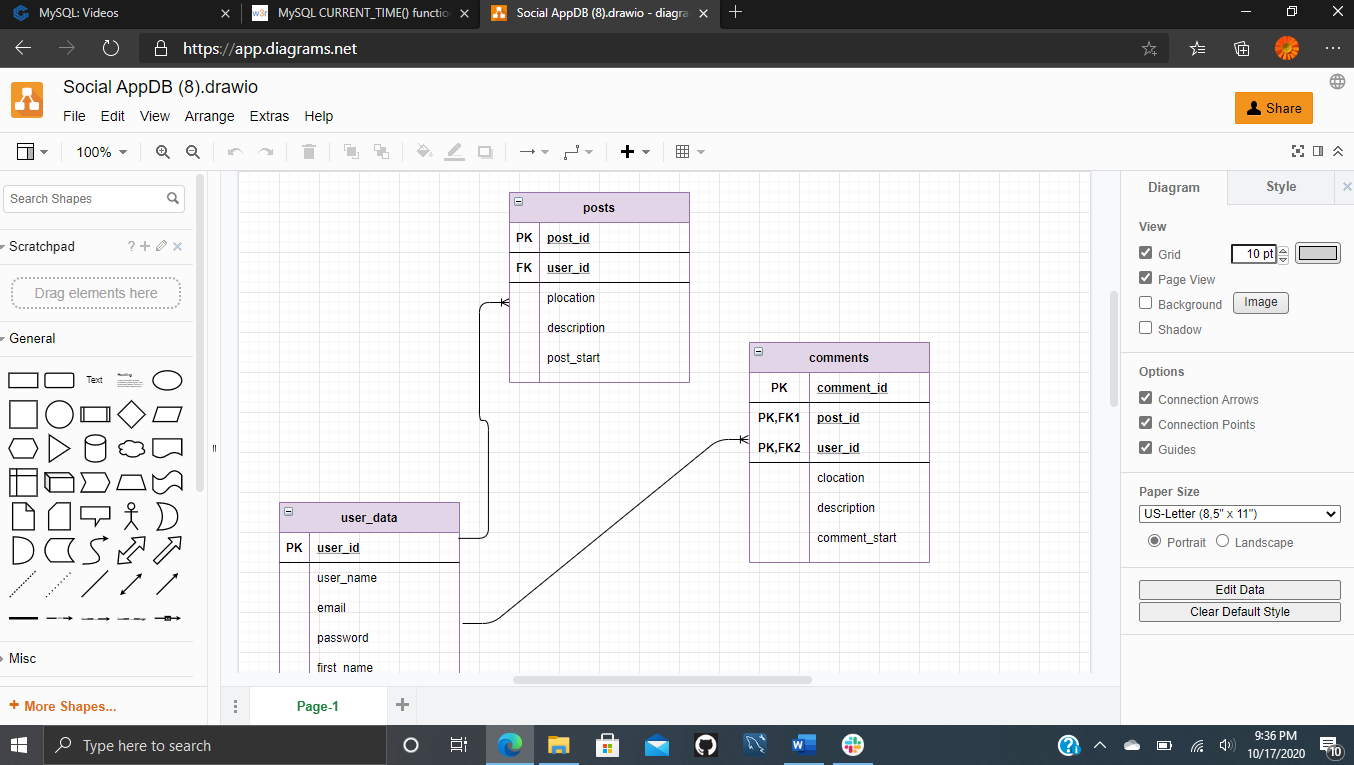 MySQL: Videos
w3r
MySQL CURRENT_TIME() functio
Social AppDB (8).drawio - diagra
https://app.diagrams.net
Social AppDB (8).drawio
File Edit View Arrange Extras Help
Share
100%
Search Shapes
Scratchpad
?
Drag elements here
General
Text
Heading
Misc
+ More Shapes...
posts
PK post_id
FK user_id
plocation
description
post_start
comments
PK comment_id
PK,FK1 post_id
PK,FK2 user_id
clocation
description
comment_start
user_data
PK user_id
user_name
email
password
first_name
Page-1
Diagram Style
View
Grid 10 pt
Page View
Background Image
Shadow
Options
Connection Arrows
Connection Points
Guides
Paper Size
US-Letter (8,5" x 11")
Portrait Landscape
Edit Data
Clear Default Style
Type here to search
9:36 PM
10/17/2020
10